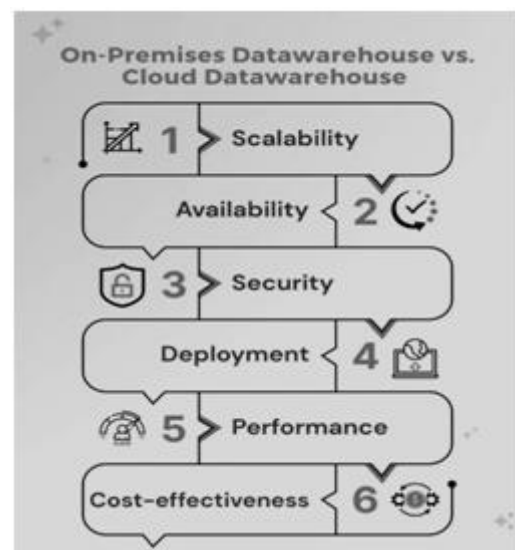 On-Premises Datawarehouse vs.
Cloud Datawarehouse
1 Scalability
Availability 2
3 Security
Deployment 4
5 Performance
Cost-effectiveness 6